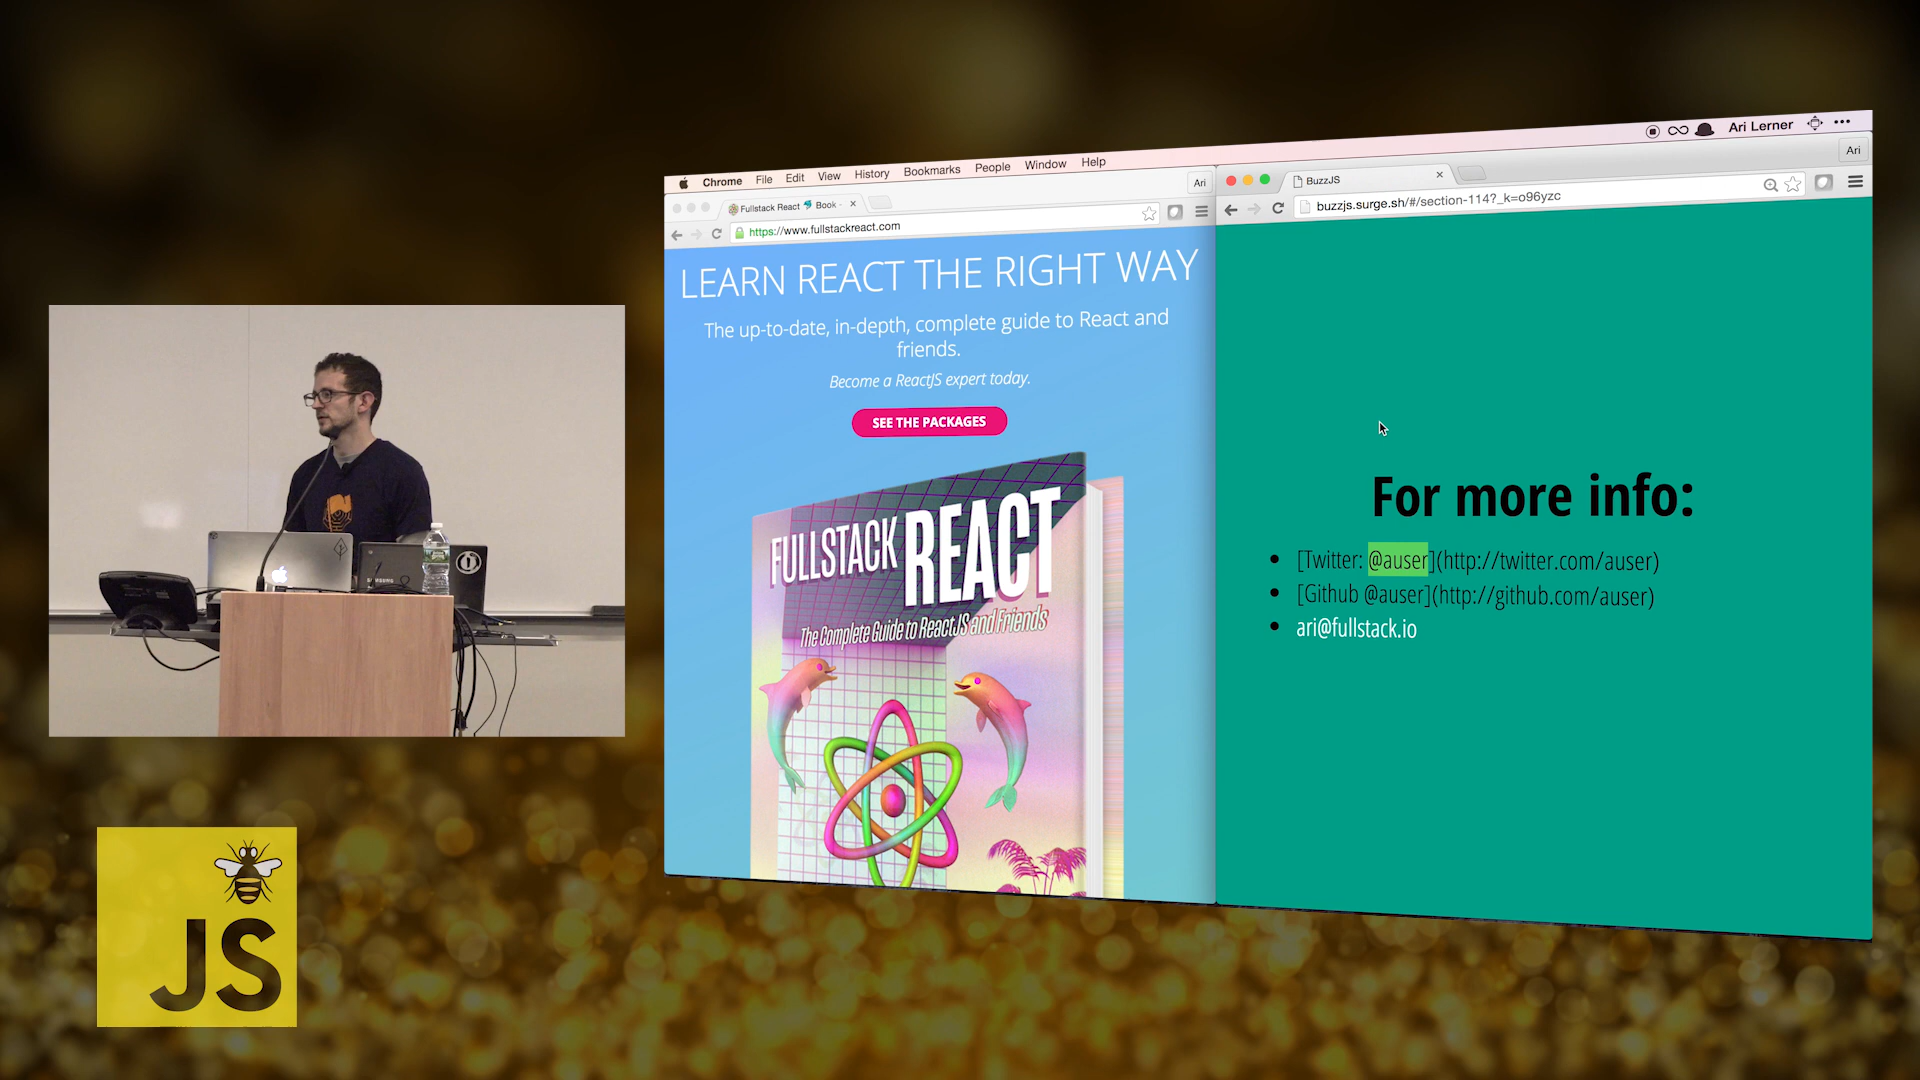 Chrome File Edit View History Bookmarks People Window Help
Ari Lerner
Fullstack React Book -
Ari
https://www.fullstackreact.com
LEARN REACT THE RIGHT WAY
The up-to-date, in-depth, complete guide to React and
friends.
Become a ReactJS expert today.
SEE THE PACKAGES
FULLSTACK REACT
The Complete Guide to ReactJS and Friends
BuzzJS
Ari
buzzjs.surge.sh/#/section-114?_k=o96yzc
For more info:
[Twitter: @auser](http://twitter.com/auser)
[Github @auser](http://github.com/auser)
ari@fullstack.io
SAMSUNG
JS